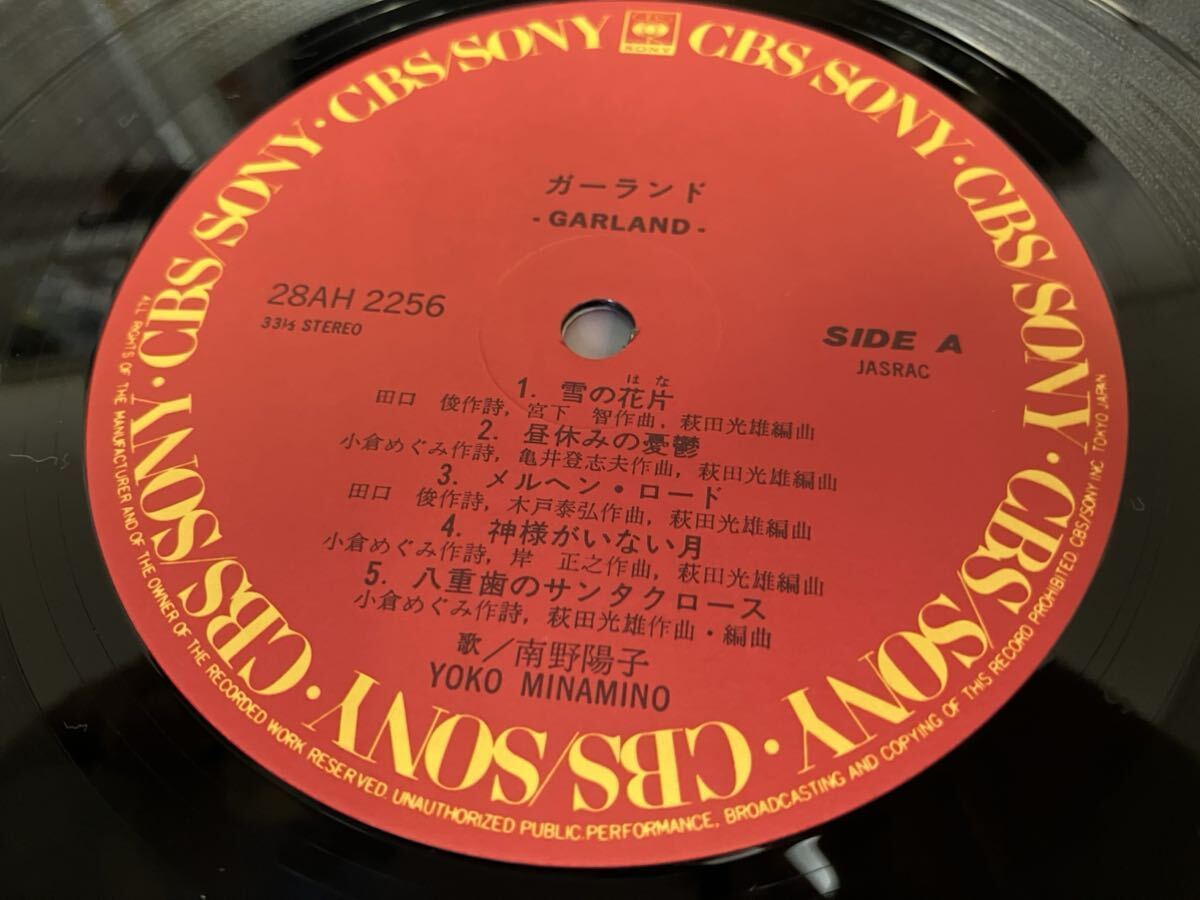 SONY
CBS/SONY · CBS/SONY · CBS/SONY · CBS/SONY · CBS/SONY · CBS/SONY · CBS/SONY · CBS/SONY
ガーランド
- GARLAND -
28AH 2256
33⅓ STEREO
SIDE A
JASRAC
はな
1. 雪の花片
田口 俊作詩, 宮下 智作曲, 萩田光雄編曲
2. 昼休みの憂鬱
小倉めぐみ作詩, 亀井登志夫作曲, 萩田光雄編曲
3. メルヘン・ロード
田口 俊作詩, 木戸泰弘作曲, 萩田光雄編曲
4. 神様がいない月
小倉めぐみ作詩, 岸 正之作曲, 萩田光雄編曲
5. 八重歯のサンタクロース
小倉めぐみ作詩, 萩田光雄作曲・編曲
歌/南野陽子
YOKO MINAMINO
ALL RIGHTS OF THE MANUFACTURER AND OF THE OWNER OF THE RECORDED WORK RESERVED. UNAUTHORIZED PUBLIC PERFORMANCE, BROADCASTING AND COPYING OF THIS RECORD PROHIBITED CBS/SONY INC. TOKYO JAPAN